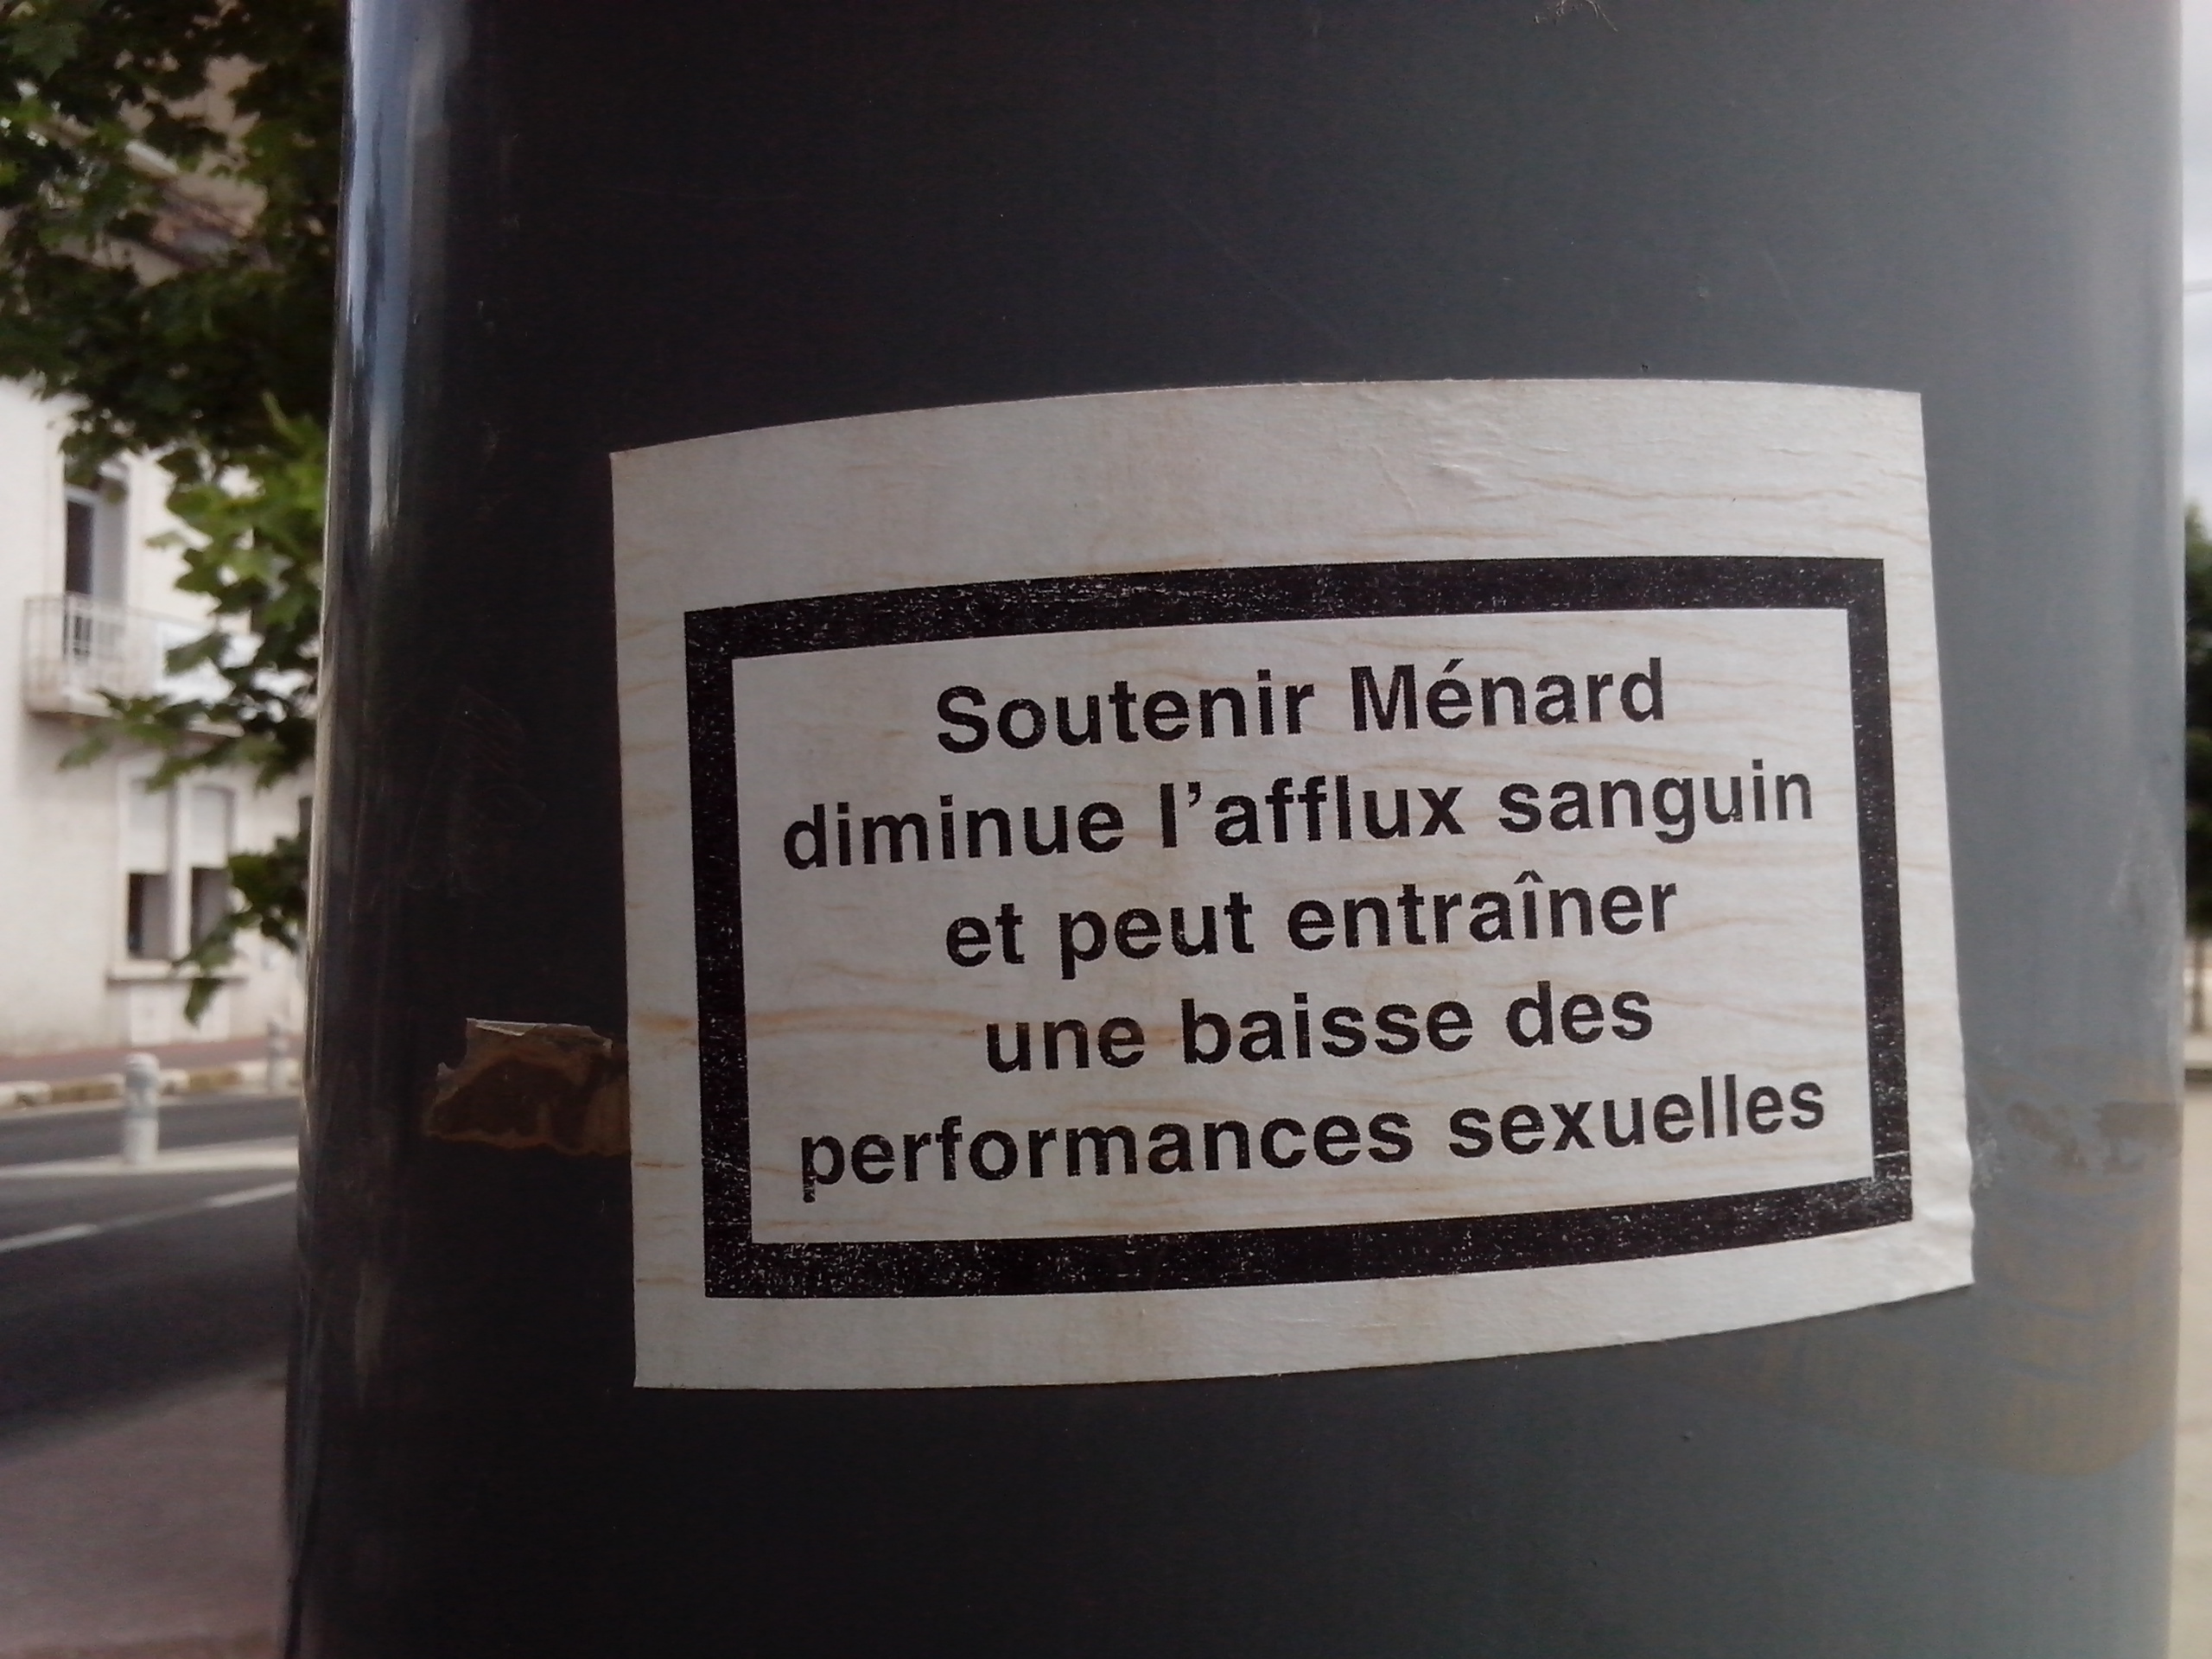 Soutenir Ménard
diminue l'afflux sanguin
et peut entraîner
une baisse des
performances sexuelles